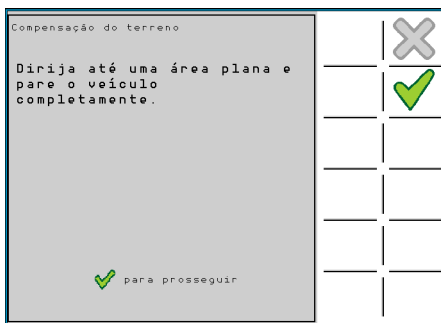 Compensação do terreno
Dirija até uma área plana e
pare o veículo
completamente.
para prosseguir